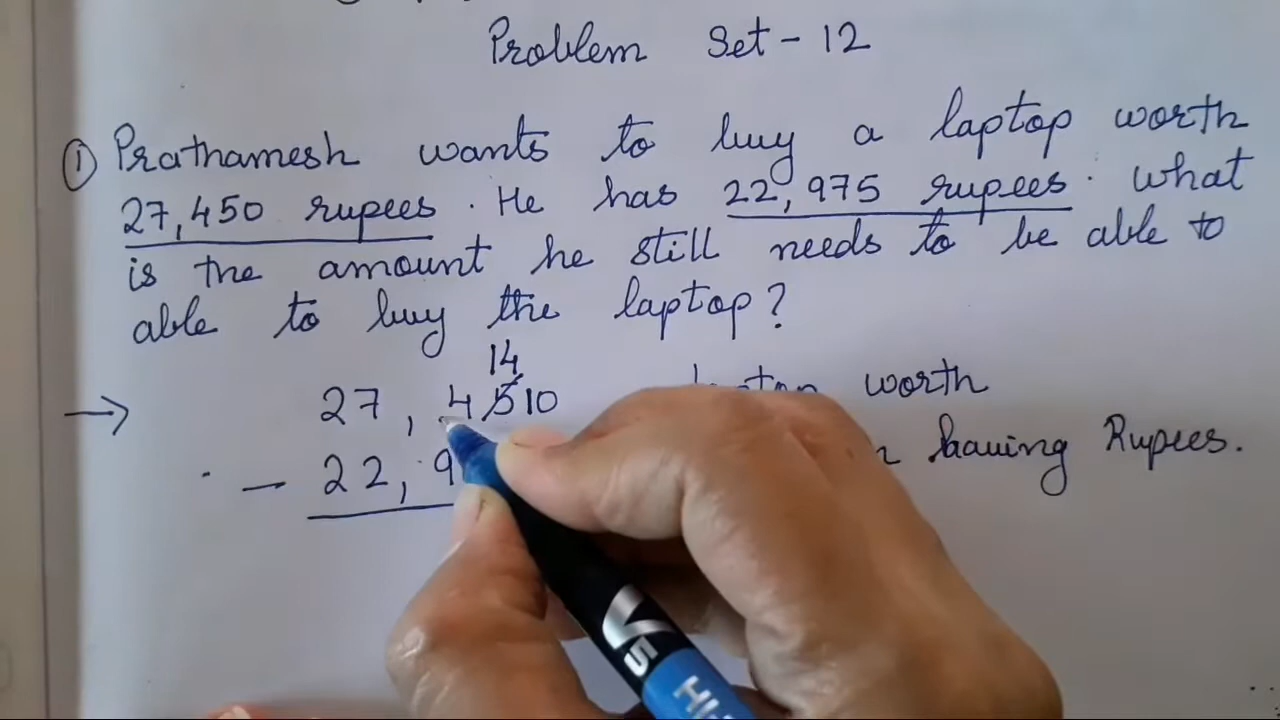 Problem Set-12
① Prathamesh wants to buy a laptop worth
27,450 rupees. He has 22,975 rupees. what
is the amount he still needs to be able to
able to buy the laptop?
14
→ 27, 4 5 10 worth
- 22, 9 having Rupees.
V5